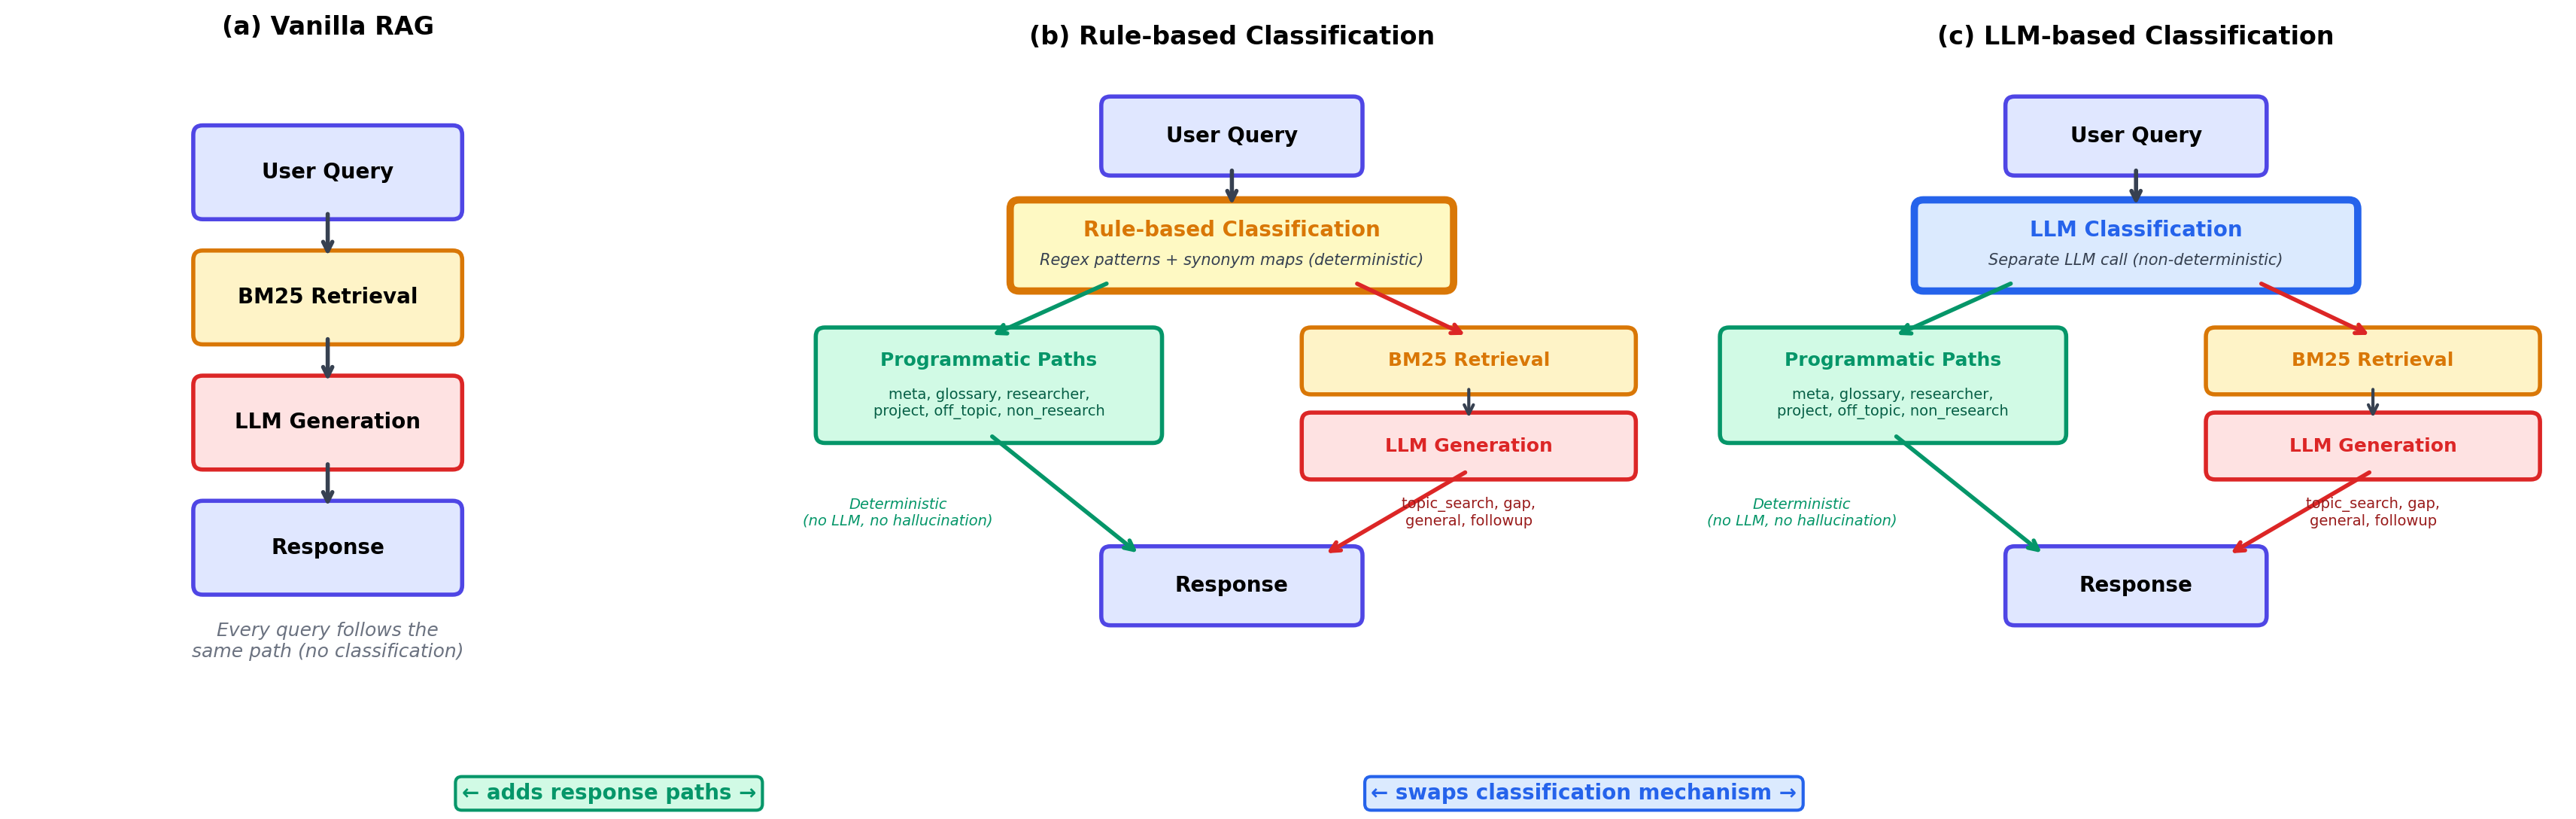 (a) Vanilla RAG
User Query
BM25 Retrieval
LLM Generation
Response
Every query follows the
same path (no classification)
(b) Rule-based Classification
User Query
Rule-based Classification
Regex patterns + synonym maps (deterministic)
Programmatic Paths
meta, glossary, researcher,
project, off_topic, non_research
BM25 Retrieval
LLM Generation
Deterministic
(no LLM, no hallucination)
topic_search, gap,
general, followup
Response
(c) LLM-based Classification
User Query
LLM Classification
Separate LLM call (non-deterministic)
Programmatic Paths
meta, glossary, researcher,
project, off_topic, non_research
BM25 Retrieval
LLM Generation
Deterministic
(no LLM, no hallucination)
topic_search, gap,
general, followup
Response
← adds response paths →
← swaps classification mechanism →